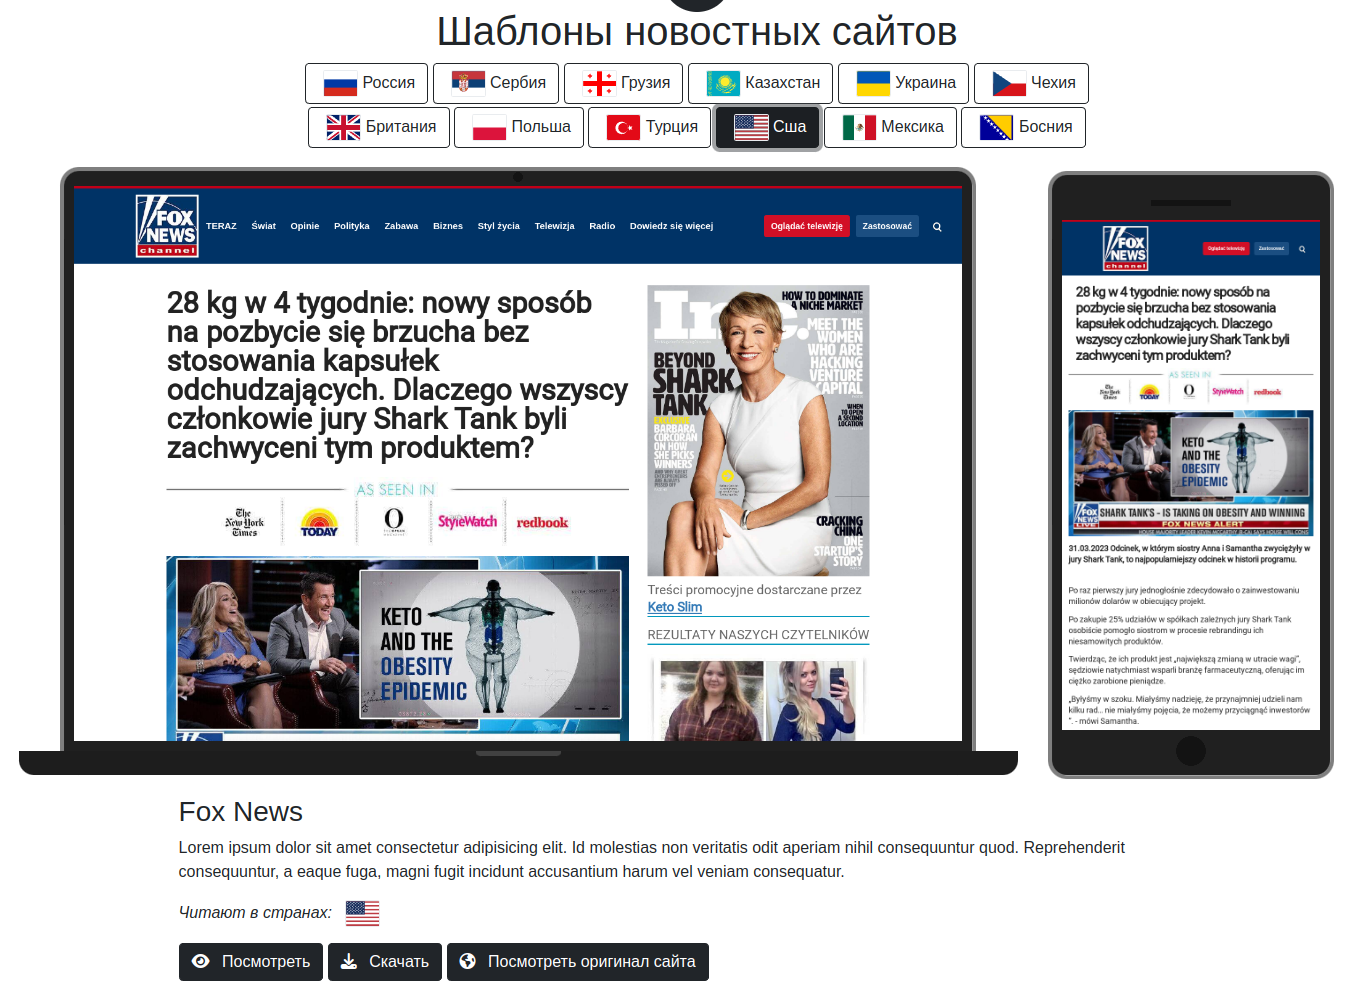 Шаблоны новостных сайтов
Россия
Сербия
Грузия
Казахстан
Украина
Чехия
Британия
Польша
Турция
Сша
Мексика
Босния
FOX
NEWS
channel
TERAZ Świat Opinie Polityka Zabawa Biznes Styl życia Telewizja Radio Dowiedz się więcej
Oglądać telewizję
Zastosować
28 kg w 4 tygodnie: nowy sposób
na pozbycie się brzucha bez
stosowania kapsułek
odchudzających. Dlaczego wszyscy
członkowie jury Shark Tank byli
zachwyceni tym produktem?
AS SEEN IN
The
New York
Times
TODAY
O
StyleWatch
redbook
KETO
AND THE
OBESITY
EPIDEMIC
Inc.
HOW TO DOMINATE
A NICHE MARKET
MEET THE
WOMEN
WHO ARE
HACKING
VENTURE
CAPITAL
BEYOND
SHARK
TANK
BARBARA
CORCORAN
ON HOW
SHE PICKS
WINNERS
WHEN
TO OPEN
A SECOND
LOCATION
CRACKING
CHINA
ONE
STARTUP'S
STORY
Treści promocyjne dostarczane przez
Keto Slim
REZULTATY NASZYCH CZYTELNIKÓW
FOX
NEWS
channel
Oglądać telewizję
Zastosować
28 kg w 4 tygodnie: nowy sposób na
pozbycie się brzucha bez stosowania
kapsułek odchudzających. Dlaczego
wszyscy członkowie jury Shark Tank byli
zachwyceni tym produktem?
AS SEEN IN
The
New York
Times
TODAY
O
StyleWatch
redbook
KETO
AND THE
OBESITY
EPIDEMIC
FOX
NEWS
SHARK TANK'S - IS TAKING ON OBESITY AND WINNING
FOX NEWS ALERT
31.03.2023 Odcinek, w którym siostry Anna i Samantha zwyciężyły w
jury Shark Tank, to najpopularniejszy odcinek w historii programu.
Po raz pierwszy jury jednogłośnie zdecydowało o zainwestowaniu
milionów dolarów w obiecujący projekt.
Po zakupie 25% udziałów w spółkach zależnych jury Shark Tank
osobiście pomogło siostrom w procesie rebrandingu ich
niesamowitych produktów.
Twierdząc, że ich produkt jest „największą zmianą w utracie wagi”,
sędziowie natychmiast wsparli branżę farmaceutyczną, oferując im
ciężko zarobione pieniądze.
„Byłyśmy w szoku. Miałyśmy nadzieję, że przynajmniej udzieli nam
kilku rad... nie miałyśmy pojęcia, że możemy przyciągnąć inwestorów
”. - mówi Samantha.
Fox News
Lorem ipsum dolor sit amet consectetur adipisicing elit. Id molestias non veritatis odit aperiam nihil consequuntur quod. Reprehenderit
consequuntur, a eaque fuga, magni fugit incidunt accusantium harum vel veniam consequatur.
Читают в странах:
Посмотреть
Скачать
Посмотреть оригинал сайта